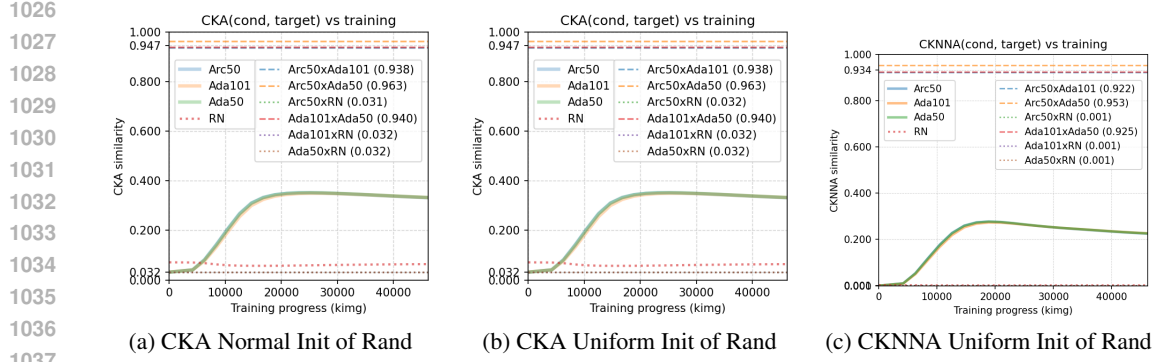 1026
1027
1028
1029
1030
1031
1032
1033
1034
1035
1036
1037
CKA(cond, target) vs training
1.000
0.947
0.800
0.600
0.400
0.200
0.032
0.000
CKA similarity
Arc50
Ada101
Ada50
RN
Arc50xAda101 (0.938)
Arc50xAda50 (0.963)
Arc50xRN (0.031)
Ada101xAda50 (0.940)
Ada101xRN (0.032)
Ada50xRN (0.032)
0
10000
20000
30000
40000
Training progress (kimg)
(a) CKA Normal Init of Rand
CKA(cond, target) vs training
1.000
0.947
0.800
0.600
0.400
0.200
0.032
0.000
CKA similarity
Arc50
Ada101
Ada50
RN
Arc50xAda101 (0.938)
Arc50xAda50 (0.963)
Arc50xRN (0.032)
Ada101xAda50 (0.940)
Ada101xRN (0.032)
Ada50xRN (0.032)
0
10000
20000
30000
40000
Training progress (kimg)
(b) CKA Uniform Init of Rand
CKNNA(cond, target) vs training
1.000
0.934
0.800
0.600
0.400
0.200
CKNNA similarity
Arc50
Ada101
Ada50
RN
Arc50xAda101 (0.922)
Arc50xAda50 (0.953)
Arc50xRN (0.001)
Ada101xAda50 (0.925)
Ada101xRN (0.001)
Ada50xRN (0.001)
0
10000
20000
30000
40000
Training progress (kimg)
(c) CKNNA Uniform Init of Rand